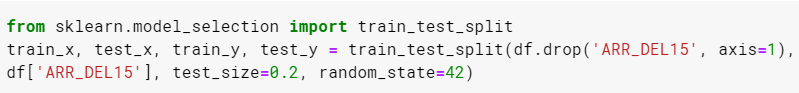 from sklearn.model_selection import train_test_split
train_x, test_x, train_y, test_y = train_test_split(df.drop('ARR_DEL15', axis=1),
df['ARR_DEL15'], test_size=0.2, random_state=42)